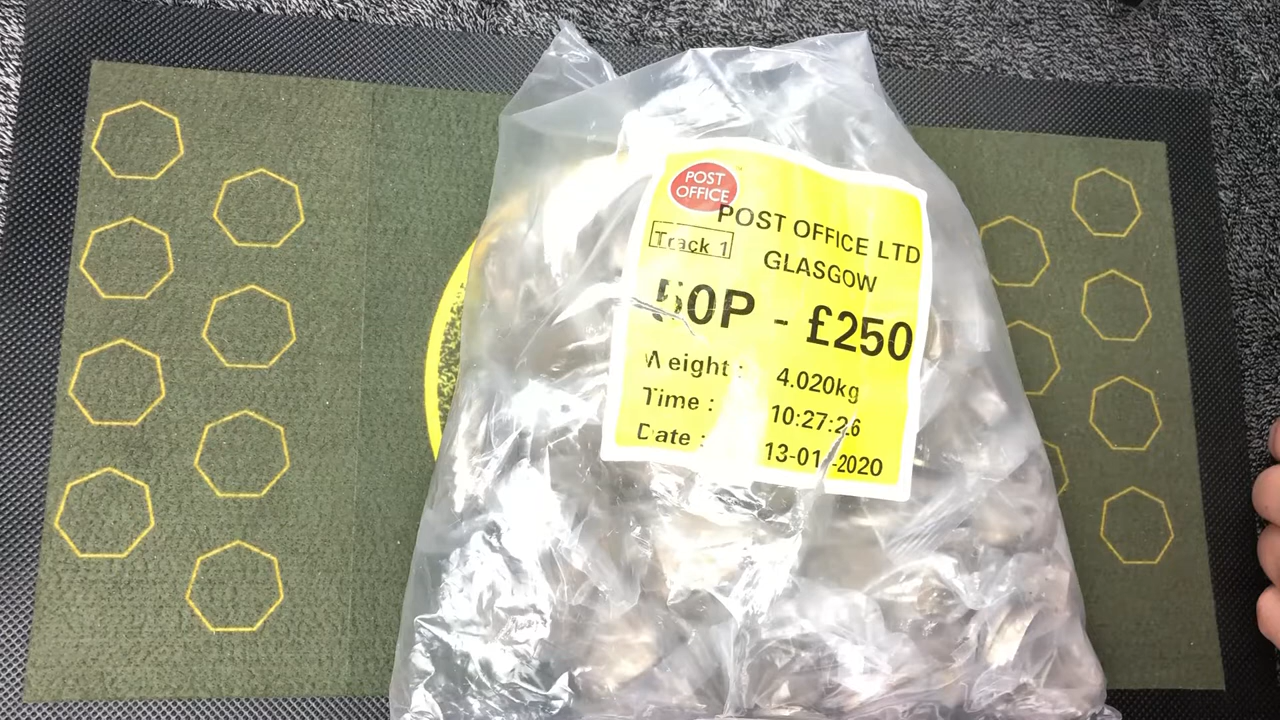 POST
OFFICE
POST OFFICE LTD
Track 1
GLASGOW
50P - £250
Weight : 4.020kg
Time : 10:27:26
Date : 13-01-2020